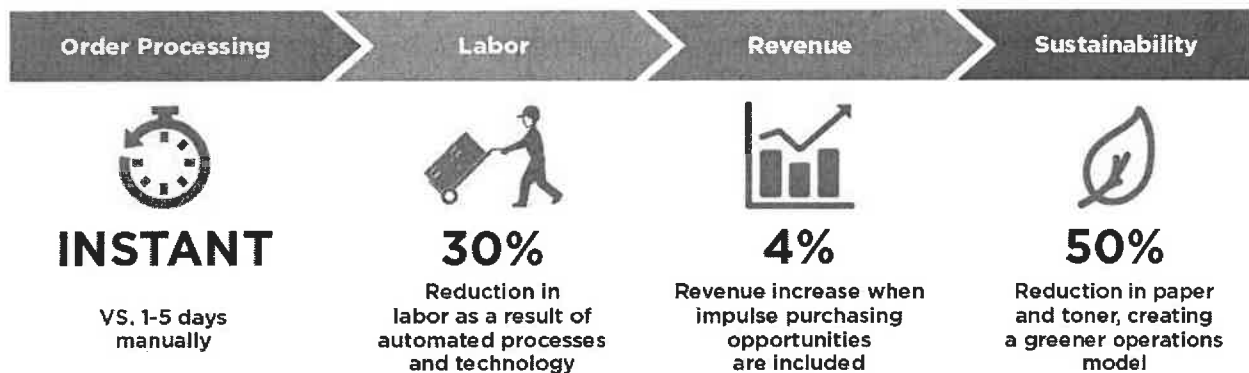 Order Processing
Labor
Revenue
Sustainability
INSTANT
VS. 1-5 days
manually
30%
Reduction in
labor as a result of
automated processes
and technology
4%
Revenue increase when
impulse purchasing
opportunities
are included
50%
Reduction in paper
and toner, creating
a greener operations
model